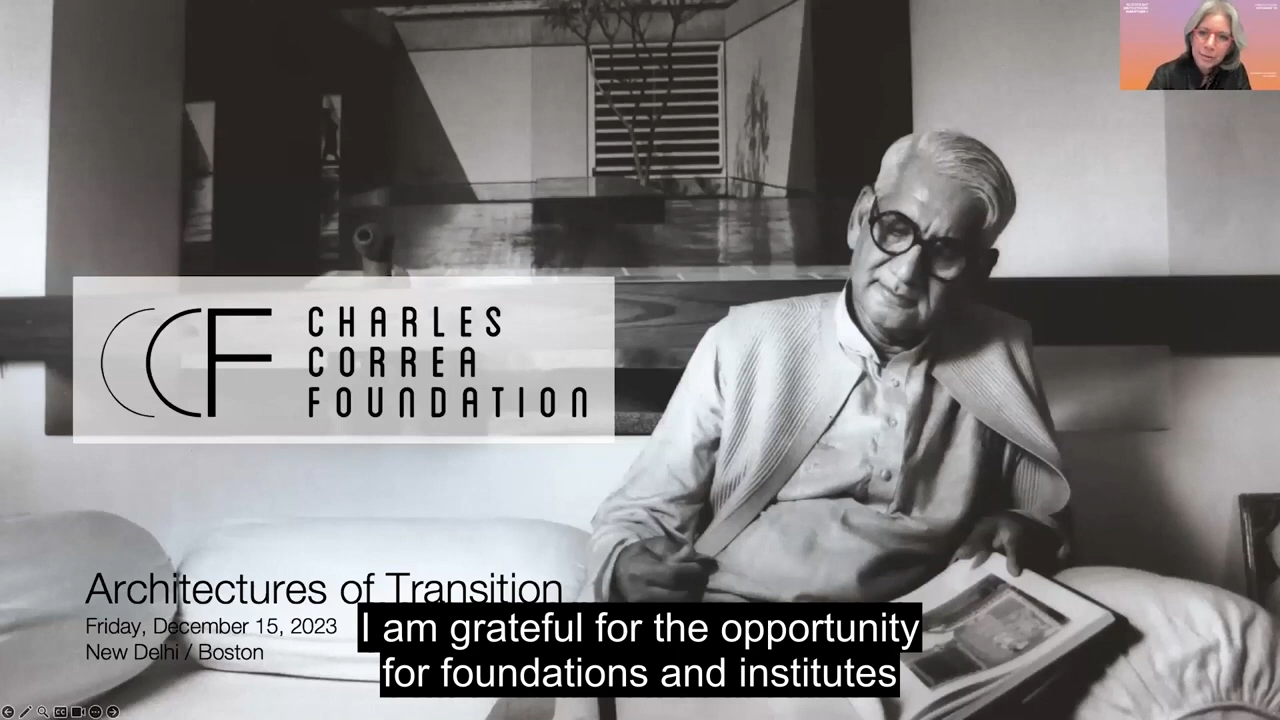 CCF
CHARLES
CORREA
FOUNDATION
Architectures of Transition
Friday, December 15, 2023
New Delhi / Boston
I am grateful for the opportunity
for foundations and institutes